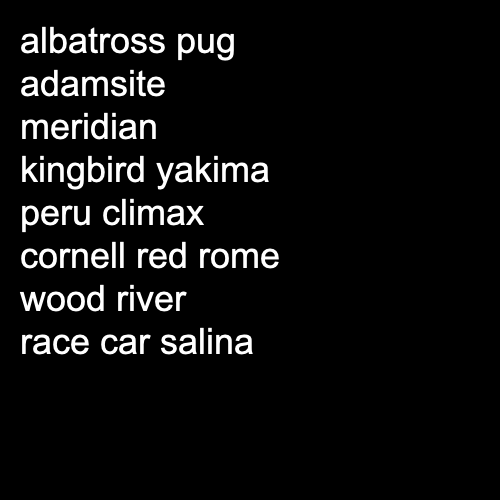 albatross pug
adamsite
meridian
kingbird yakima
peru climax
cornell red rome
wood river
race car salina